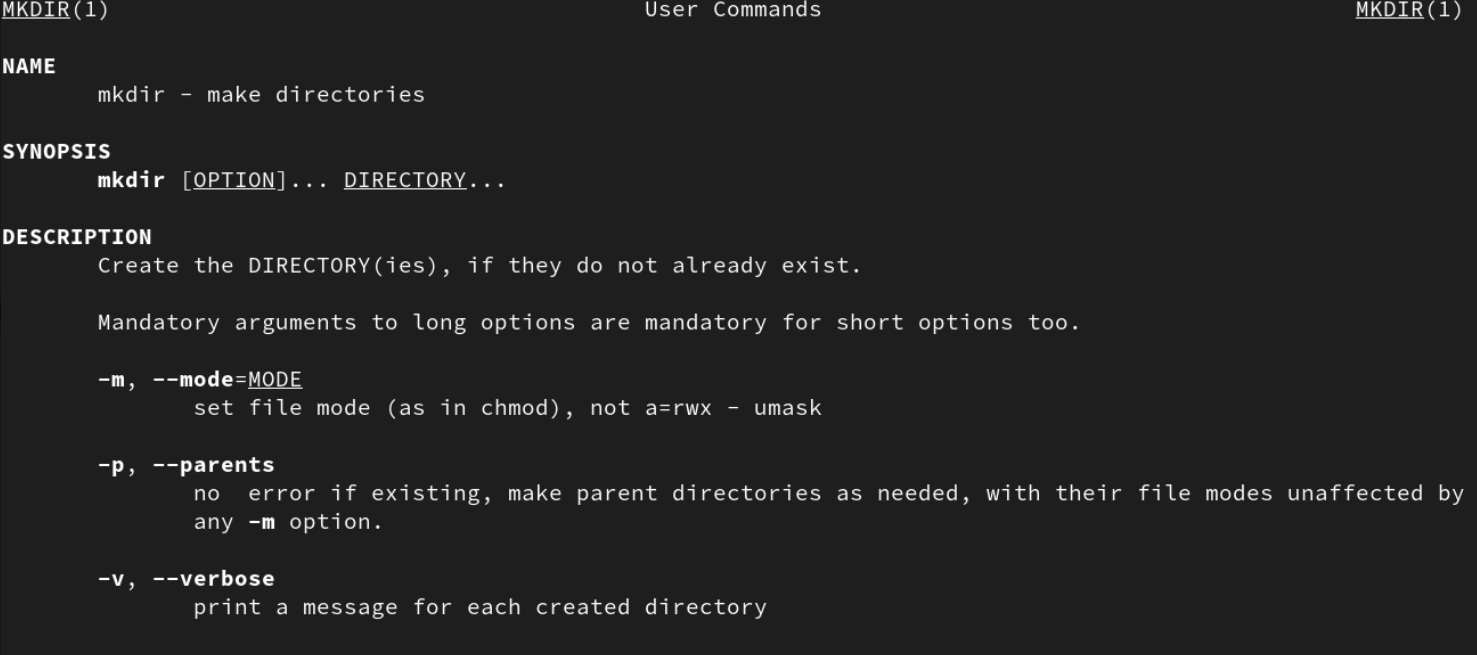 MKDIR(1) User Commands MKDIR(1)
NAME
mkdir - make directories
SYNOPSIS
mkdir [OPTION]... DIRECTORY...
DESCRIPTION
Create the DIRECTORY(ies), if they do not already exist.
Mandatory arguments to long options are mandatory for short options too.
-m, --mode=MODE
set file mode (as in chmod), not a=rwx - umask
-p, --parents
no  error if existing, make parent directories as needed, with their file modes unaffected by
any -m option.
-v, --verbose
print a message for each created directory